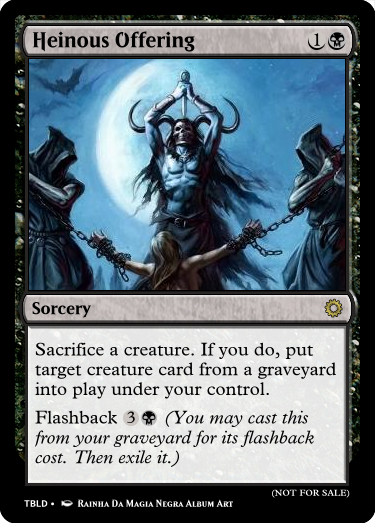 Heinous Offering 1
Sorcery
Sacrifice a creature. If you do, put
target creature card from a graveyard
into play under your control.
Flashback 3 (You may cast this
from your graveyard for its flashback
cost. Then exile it.)
(NOT FOR SALE)
TBLD • Rainha Da Magia Negra Album Art